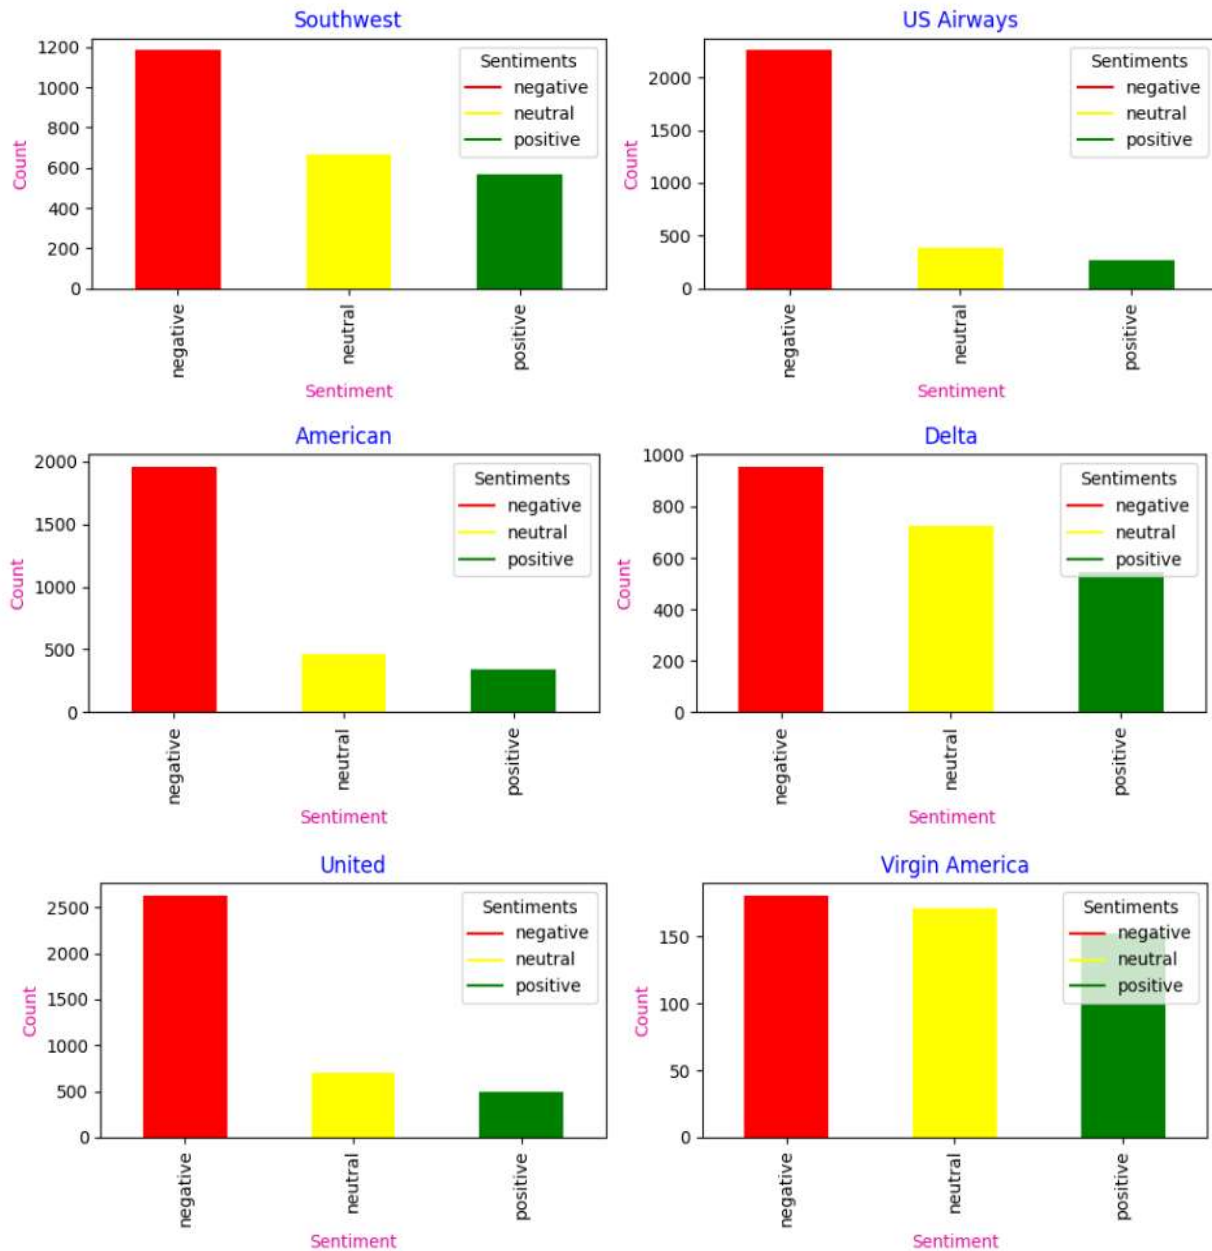 Southwest
1200
1000
800
600
400
200
0
Count
Sentiments
negative
neutral
positive
negative
neutral
positive
Sentiment
US Airways
2000
1500
1000
500
0
Count
Sentiments
negative
neutral
positive
negative
neutral
positive
Sentiment
American
2000
1500
1000
500
0
Count
Sentiments
negative
neutral
positive
negative
neutral
positive
Sentiment
Delta
1000
800
600
400
200
0
Count
Sentiments
negative
neutral
positive
negative
neutral
positive
Sentiment
United
2500
2000
1500
1000
500
0
Count
Sentiments
negative
neutral
positive
negative
neutral
positive
Sentiment
Virgin America
150
100
50
0
Count
Sentiments
negative
neutral
positive
negative
neutral
positive
Sentiment